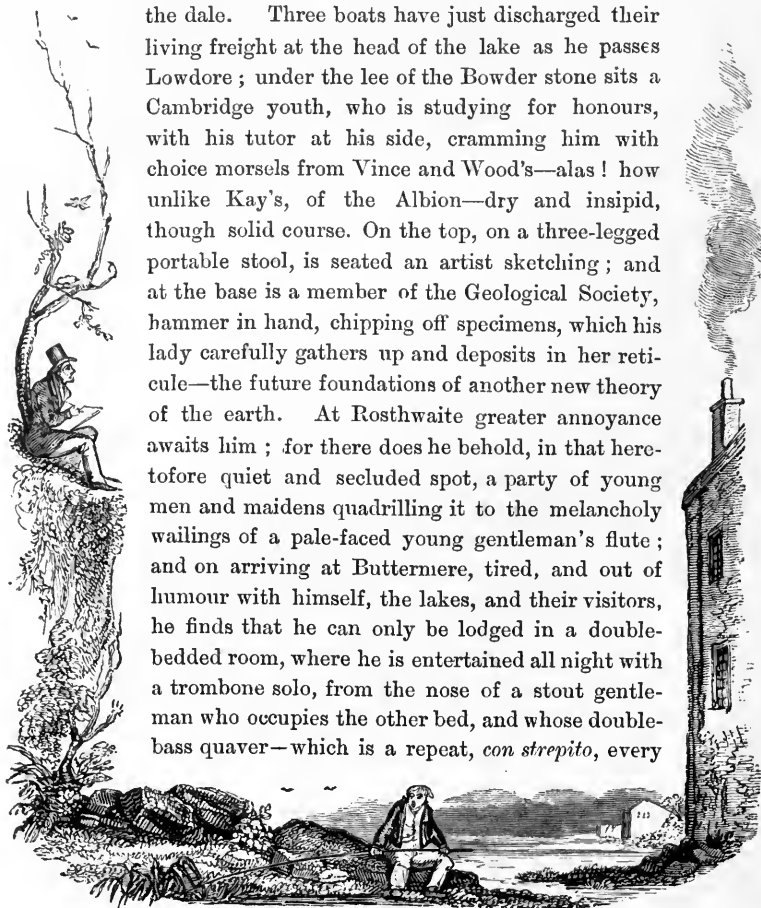 the dale. Three boats have just discharged their
living freight at the head of the lake as he passes
Lowdore ; under the lee of the Bowder stone sits a
Cambridge youth, who is studying for honours,
with his tutor at his side, cramming him with
choice morsels from Vince and Wood's—alas ! how
unlike Kay's, of the Albion—dry and insipid,
though solid course. On the top, on a three-legged
portable stool, is seated an artist sketching ; and
at the base is a member of the Geological Society,
hammer in hand, chipping off specimens, which his
lady carefully gathers up and deposits in her reti-
cule—the future foundations of another new theory
of the earth. At Rosthwaite greater annoyance
awaits him ; for there does he behold, in that here-
tofore quiet and secluded spot, a party of young
men and maidens quadrilling it to the melancholy
wailings of a pale-faced young gentleman's flute ;
and on arriving at Buttermere, tired, and out of
humour with himself, the lakes, and their visitors,
he finds that he can only be lodged in a double-
bedded room, where he is entertained all night with
a trombone solo, from the nose of a stout gentle-
man who occupies the other bed, and whose double-
bass quaver—which is a repeat, con strepito, every